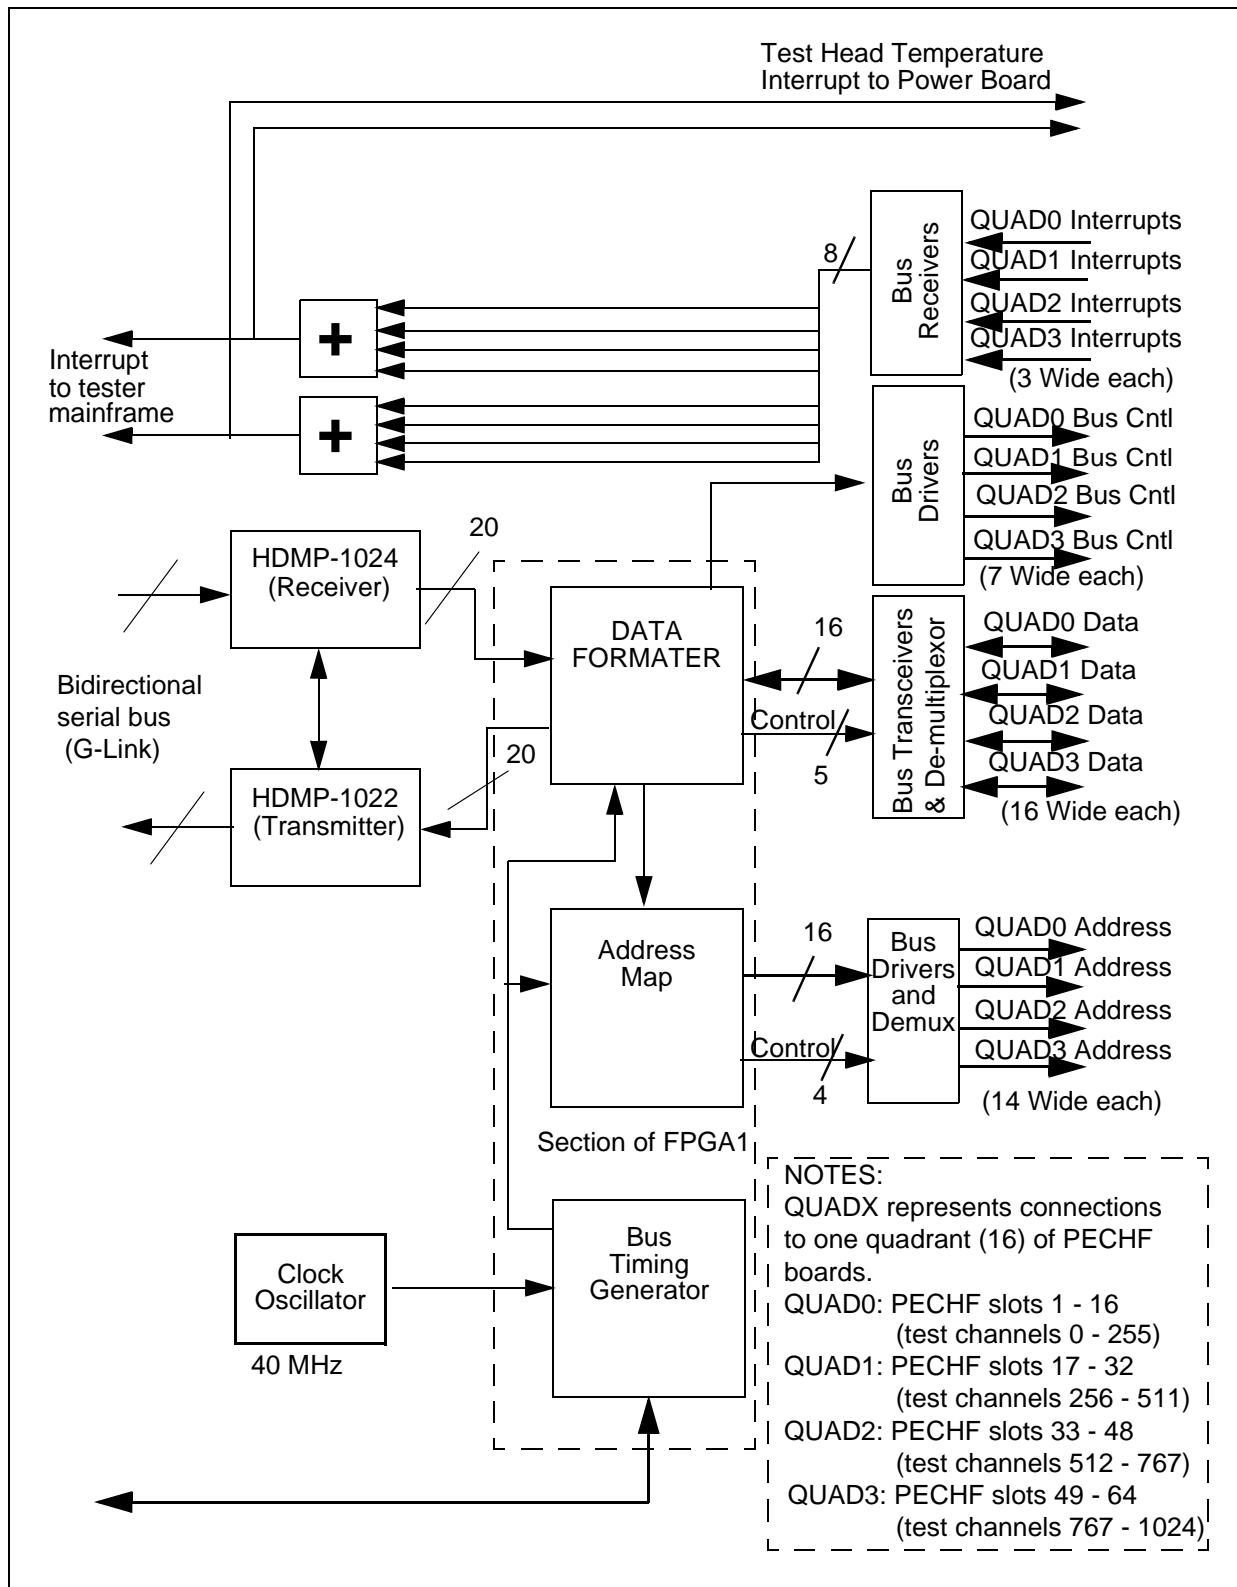 Test Head Temperature
Interrupt to Power Board
QUAD0 Interrupts
QUAD1 Interrupts
QUAD2 Interrupts
QUAD3 Interrupts
(3 Wide each)
Bus
Receivers
8
+
+
Interrupt
to tester
mainframe
QUAD0 Bus Cntl
QUAD1 Bus Cntl
QUAD2 Bus Cntl
QUAD3 Bus Cntl
(7 Wide each)
Bus
Drivers
HDMP-1024
(Receiver)
20
DATA
FORMATER
16
Control
5
Bus Transceivers
& De-multiplexor
QUAD0 Data
QUAD1 Data
QUAD2 Data
QUAD3 Data
(16 Wide each)
Bidirectional
serial bus
(G-Link)
20
HDMP-1022
(Transmitter)
Address
Map
16
Control
4
Bus
Drivers
and
Demux
QUAD0 Address
QUAD1 Address
QUAD2 Address
QUAD3 Address
(14 Wide each)
Section of FPGA1
Bus
Timing
Generator
Clock
Oscillator
40 MHz
NOTES:
QUADX represents connections
to one quadrant (16) of PECHF
boards.
QUAD0: PECHF slots 1 - 16
(test channels 0 - 255)
QUAD1: PECHF slots 17 - 32
(test channels 256 - 511)
QUAD2: PECHF slots 33 - 48
(test channels 512 - 767)
QUAD3: PECHF slots 49 - 64
(test channels 767 - 1024)